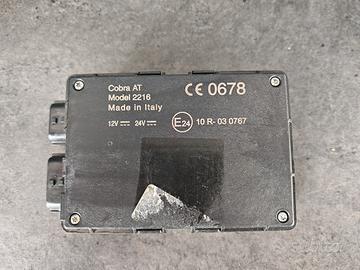 Cobra AT
Model 2216
Made in Italy
CE 0678
12V 24V
E24 10 R- 03 0767